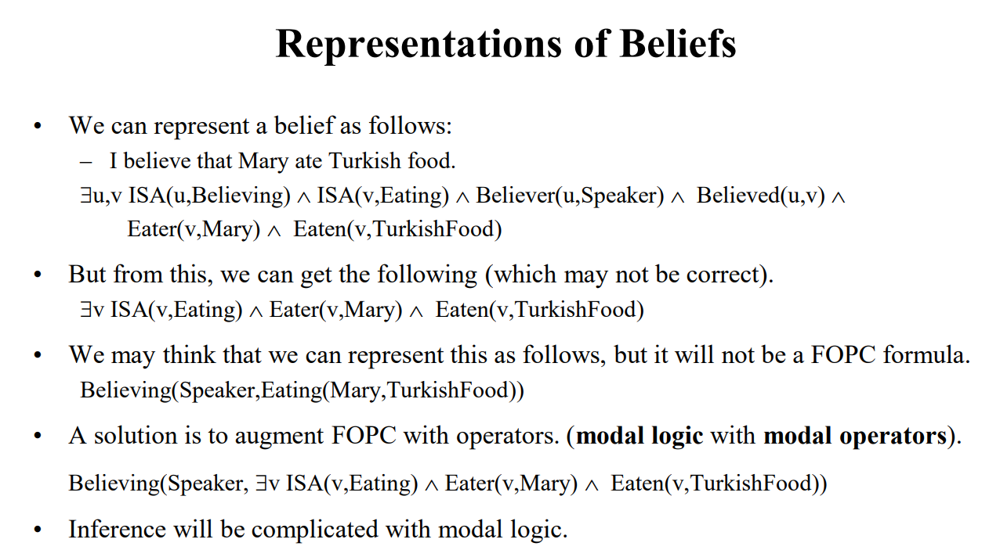 Representations of Beliefs
• We can represent a belief as follows:
– I believe that Mary ate Turkish food.
∃u,v ISA(u,Believing) ∧ ISA(v,Eating) ∧ Believer(u,Speaker) ∧ Believed(u,v) ∧
Eater(v,Mary) ∧ Eaten(v,TurkishFood)
• But from this, we can get the following (which may not be correct).
∃v ISA(v,Eating) ∧ Eater(v,Mary) ∧ Eaten(v,TurkishFood)
• We may think that we can represent this as follows, but it will not be a FOPC formula.
Believing(Speaker,Eating(Mary,TurkishFood))
• A solution is to augment FOPC with operators. (modal logic with modal operators).
Believing(Speaker, ∃v ISA(v,Eating) ∧ Eater(v,Mary) ∧ Eaten(v,TurkishFood))
• Inference will be complicated with modal logic.